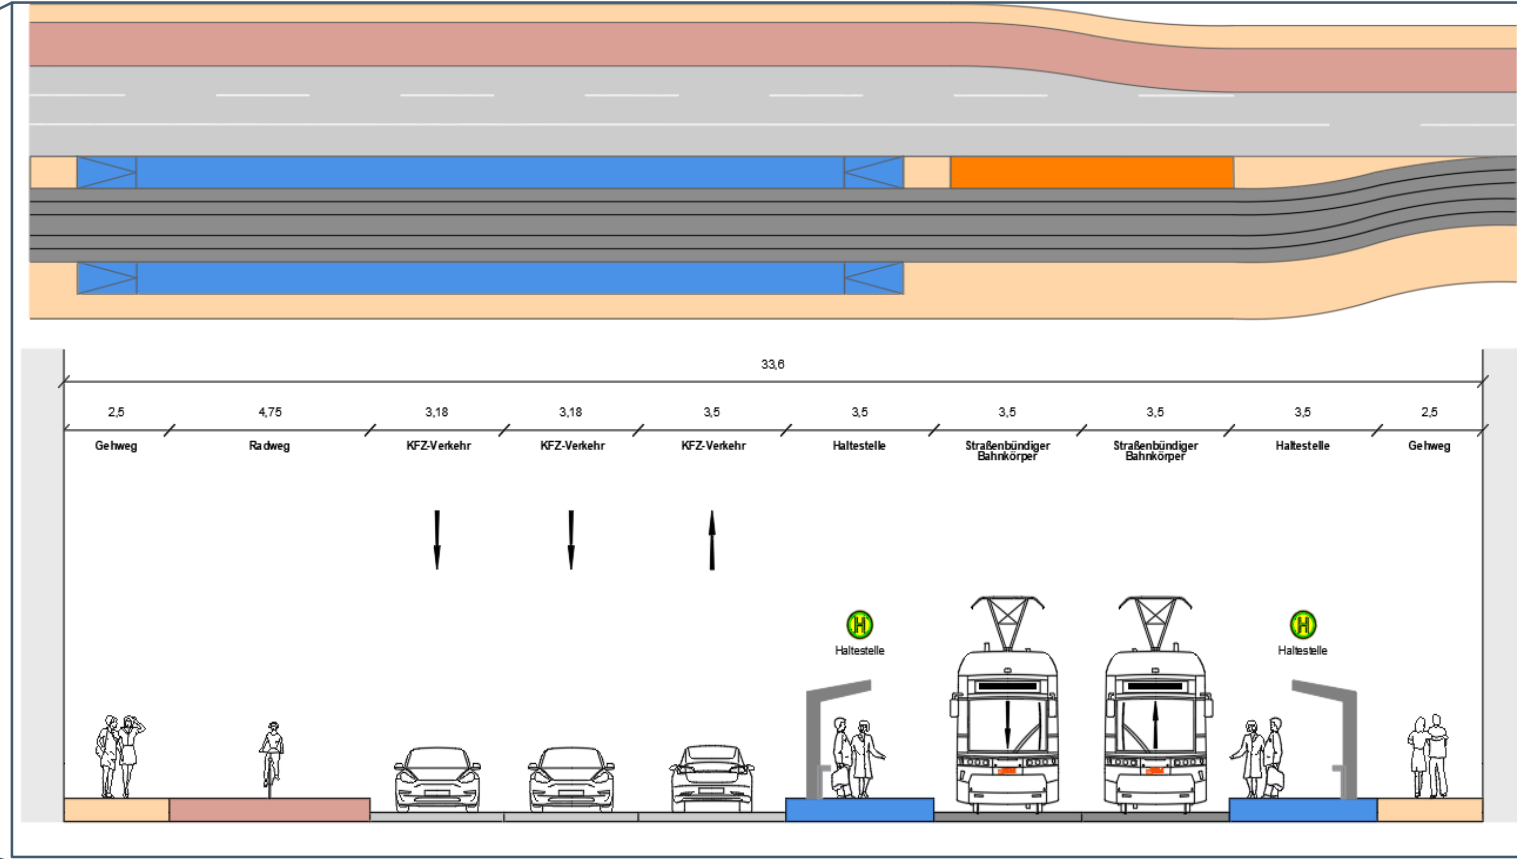 33,6
2,5 4,75 3,18 3,18 3,5 3,5 3,5 3,5 3,5 2,5
Gehweg Radweg KFZ-Verkehr KFZ-Verkehr KFZ-Verkehr Haltestelle Straßenbündiger Straßenbündiger Haltestelle Gehweg
Bahnkörper Bahnkörper
H H
Haltestelle Haltestelle